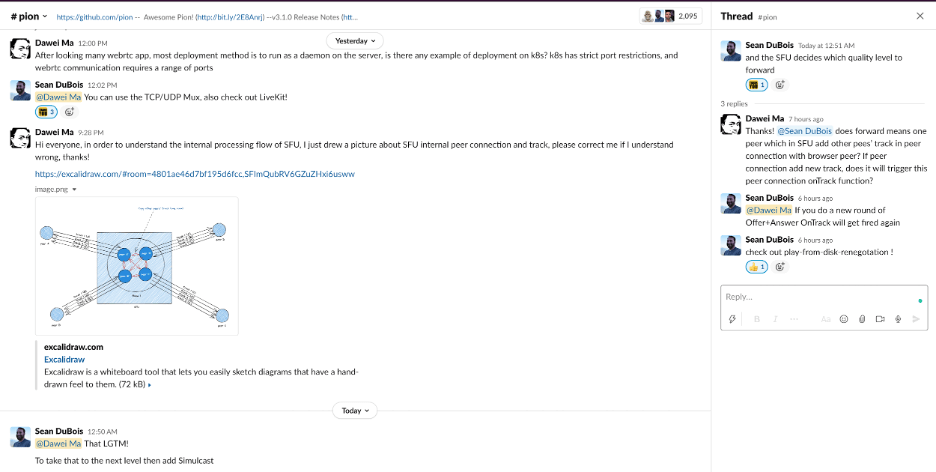 # pion
https://github.com/pion -- Awesome Pion! (http://bit.ly/2E8Anrj) --v3.1.0 Release Notes (htt...
2,095
Yesterday
Dawei Ma 12:00 PM
After looking many webrtc app, most deployment method is to run as a daemon on the server, is there any example of deployment on k8s? k8s has strict port restrictions, and
webrtc communication requires a range of ports
Sean DuBois 12:02 PM
@Dawei Ma You can use the TCP/UDP Mux, also check out LiveKit!
3
Dawei Ma 9:28 PM
Hi everyone, in order to understand the internal processing flow of SFU, I just drew a picture about SFU internal peer connection and track, please correct me if I understand
wrong, thanks!
https://excalidraw.com/#room=4801ae46d7bf195d6fcc,SFlmQubRV6GZuZHxi6usww
image.png
excalidraw.com
Excalidraw
Excalidraw is a whiteboard tool that lets you easily sketch diagrams that have a hand-
drawn feel to them. (72 kB)
Today
Sean DuBois 12:50 AM
@Dawei Ma That LGTM!
To take that to the next level then add Simulcast
Thread #pion
Sean DuBois Today at 12:51 AM
and the SFU decides which quality level to
forward
1
3 replies
Dawei Ma 7 hours ago
Thanks! @Sean DuBois does forward means one
peer which in SFU add other pees' track in peer
connection with browser peer? If peer
connection add new track, does it will trigger this
peer connection onTrack function?
Sean DuBois 6 hours ago
@Dawei Ma If you do a new round of
Offer+Answer OnTrack will get fired again
Sean DuBois 6 hours ago
check out play-from-disk-renegotation !
1
Reply...
B I Aa